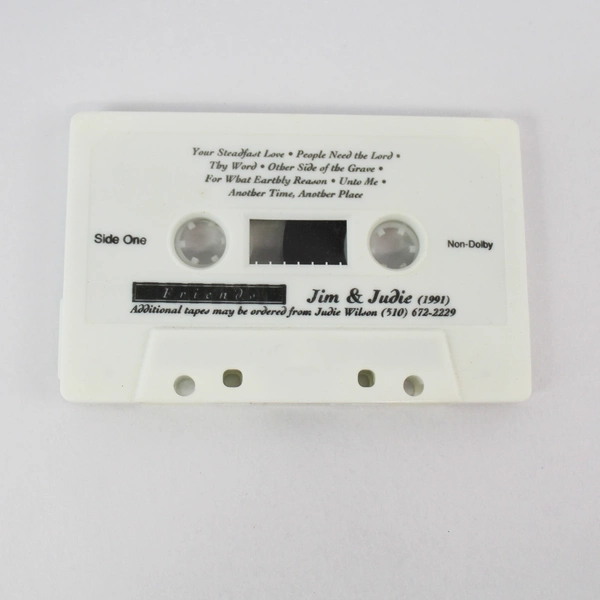 Your Steadfast Love • People Need the Lord •
Thy Word • Other Side of the Grave •
For What Earthly Reason • Unto Me •
Another Time, Another Place
Side One
Non-Dolby
Friends
Jim & Judie (1991)
Additional tapes may be ordered from Judie Wilson (510) 672-2229